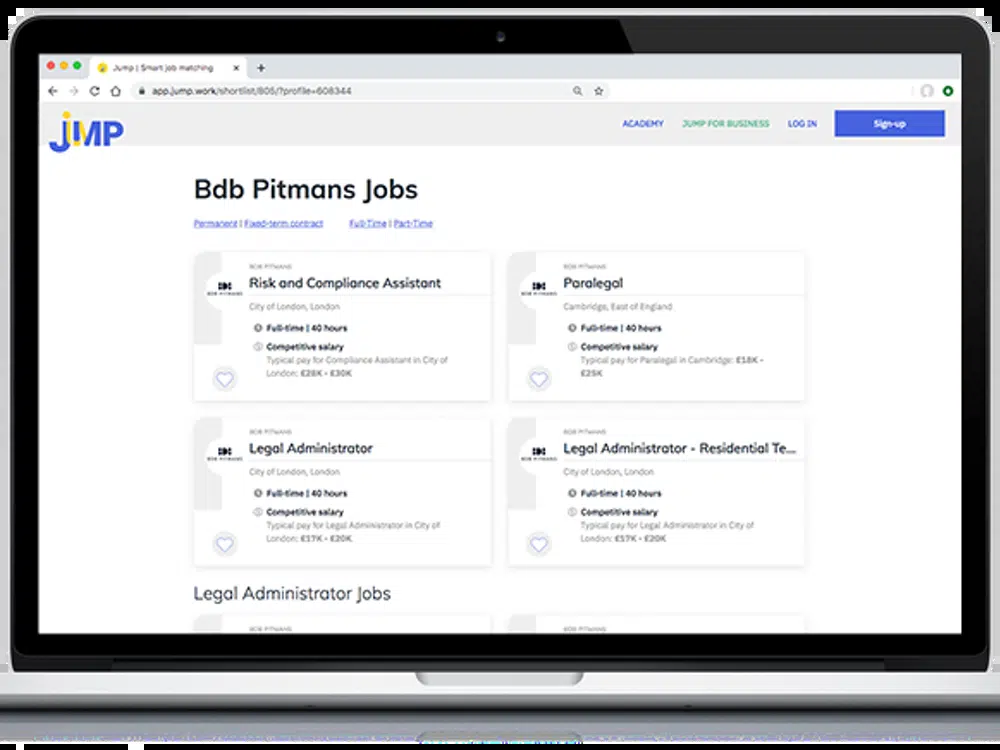 Jump | Smart job matching
app.jump.work/shortlist/805/?profile=608344
JUMP
ACADEMY JUMP FOR BUSINESS LOG IN Sign-up
Bdb Pitmans Jobs
Permanent | Fixed-term contract Full-Time | Part-Time
BDB PITMANS
BDB PITMANS
Risk and Compliance Assistant
City of London, London
Full-time | 40 hours
Competitive salary
Typical pay for Compliance Assistant in City of
London: £28K - £30K
BDB PITMANS
BDB PITMANS
Paralegal
Cambridge, East of England
Full-time | 40 hours
Competitive salary
Typical pay for Paralegal in Cambridge: £18K -
£25K
BDB PITMANS
BDB PITMANS
Legal Administrator
City of London, London
Full-time | 40 hours
Competitive salary
Typical pay for Legal Administrator in City of
London: £17K - £20K
BDB PITMANS
BDB PITMANS
Legal Administrator - Residential Te...
City of London, London
Full-time | 40 hours
Competitive salary
Typical pay for Legal Administrator in City of
London: £17K - £20K
Legal Administrator Jobs
BDB PITMANS
BDB PITMANS